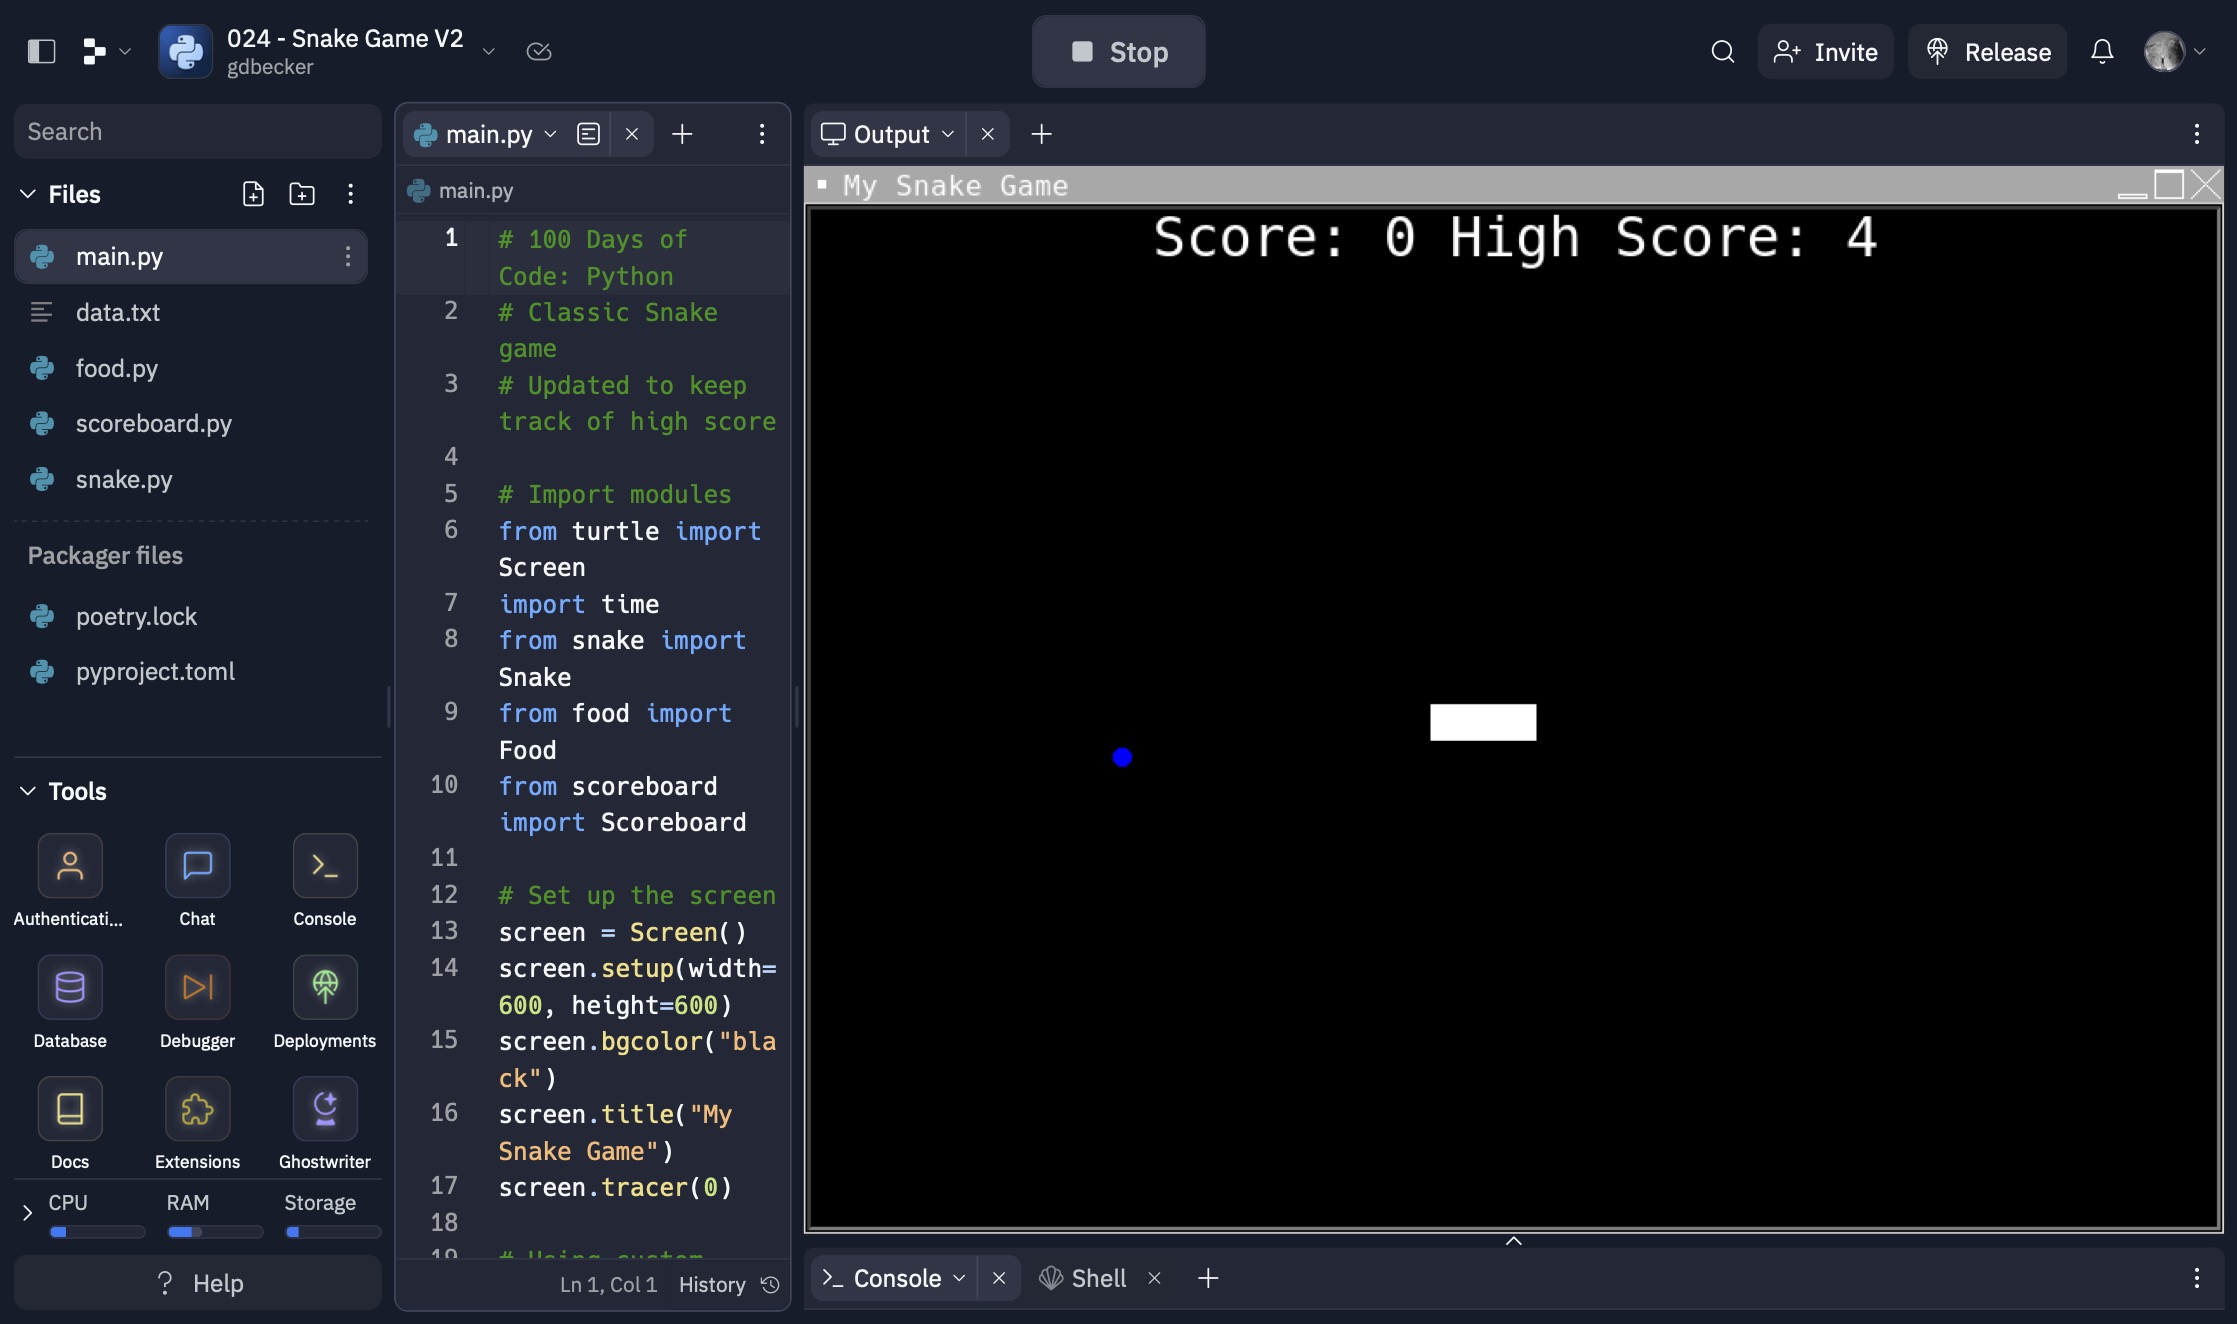 024 - Snake Game V2
gdbecker
Stop
Invite
Release
Search
Files
main.py
data.txt
food.py
scoreboard.py
snake.py
Packager files
poetry.lock
pyproject.toml
Tools
Authenticati...
Chat
Console
Database
Debugger
Deployments
Docs
Extensions
Ghostwriter
CPU
RAM
Storage
? Help
main.py
main.py
1 # 100 Days of
Code: Python
2 # Classic Snake
game
3 # Updated to keep
track of high score
4
5 # Import modules
6 from turtle import
Screen
7 import time
8 from snake import
Snake
9 from food import
Food
10 from scoreboard
import Scoreboard
11
12 # Set up the screen
13 screen = Screen()
14 screen.setup(width=
600, height=600)
15 screen.bgcolor("bla
ck")
16 screen.title("My
Snake Game")
17 screen.tracer(0)
18
19 # Using custom
Ln 1, Col 1 History
Output
My Snake Game
Score: 0 High Score: 4
Console
Shell